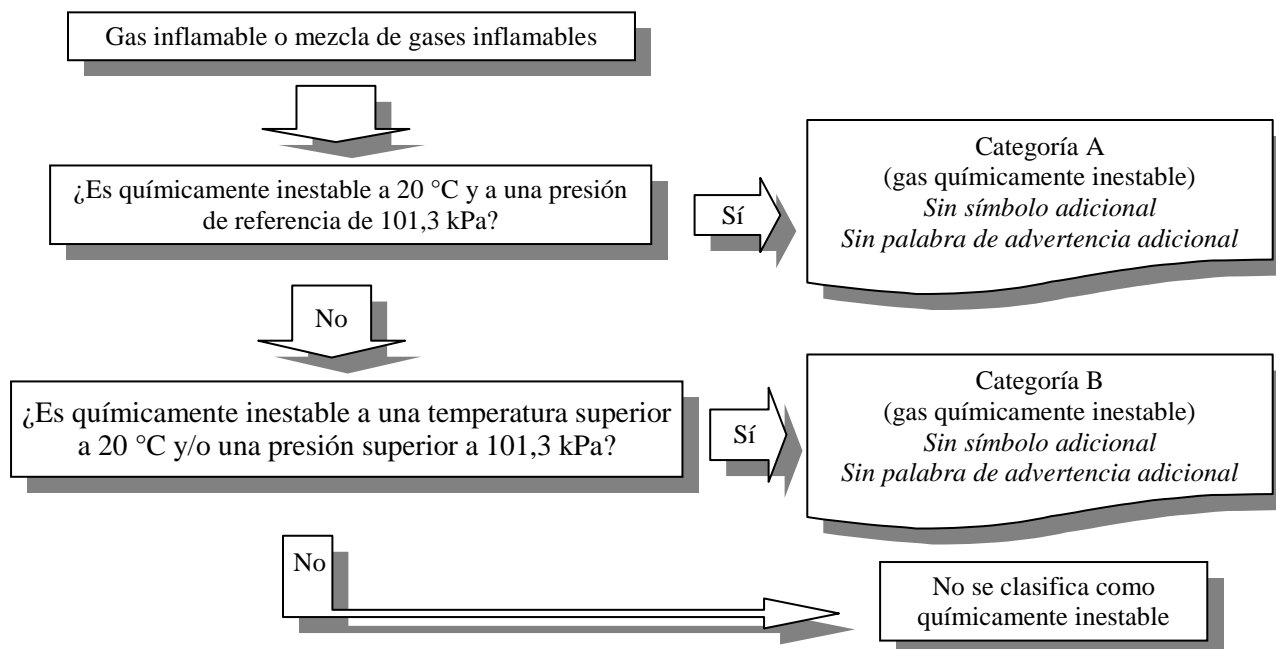 Gas inflamable o mezcla de gases inflamables
¿Es químicamente inestable a 20 °C y a una presión
de referencia de 101,3 kPa?
Sí
Categoría A
(gas químicamente inestable)
Sin símbolo adicional
Sin palabra de advertencia adicional
No
¿Es químicamente inestable a una temperatura superior
a 20 °C y/o una presión superior a 101,3 kPa?
Sí
Categoría B
(gas químicamente inestable)
Sin símbolo adicional
Sin palabra de advertencia adicional
No
No se clasifica como
químicamente inestable